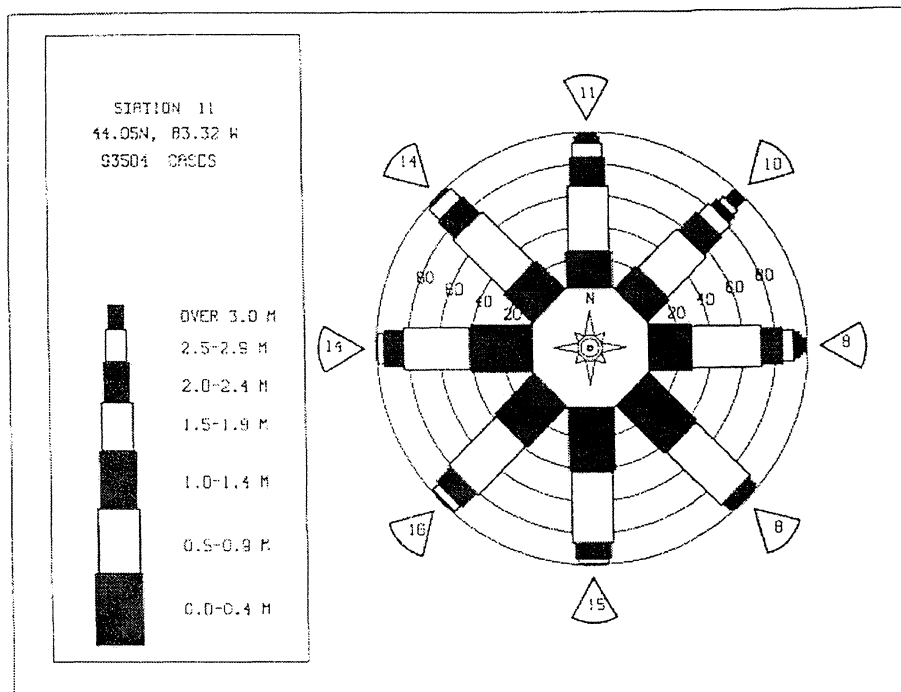 STATION 11
44.05N, 83.32 W
93504 CASES
OVER 3.0 M
2.5-2.9 M
2.0-2.4 M
1.5-1.9 M
1.0-1.4 M
0.5-0.9 M
0.0-0.4 M
11
14
10
80
60
40
20
N
20
40
60
80
14
8
16
8
15